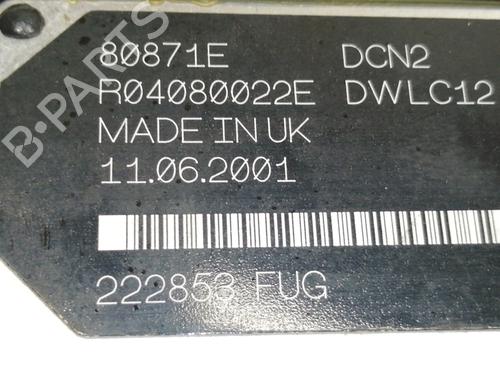 80871E DCN2
R04080022E DWLC12
MADE IN UK
11.06.2001
222853 FUG
B-PARTS